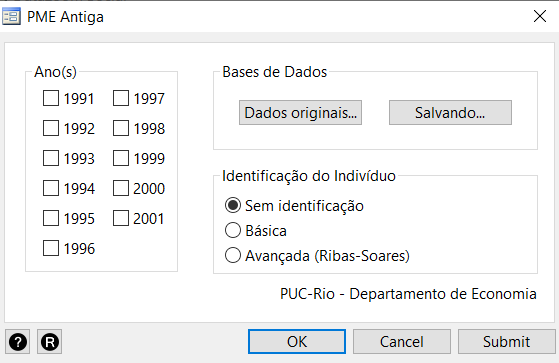 PME Antiga
Ano(s)
1991
1997
1992
1998
1993
1999
1994
2000
1995
2001
1996
Bases de Dados
Dados originais...
Salvando...
Identificação do Indivíduo
Sem identificação
Básica
Avançada (Ribas-Soares)
PUC-Rio - Departamento de Economia
?
R
OK
Cancel
Submit